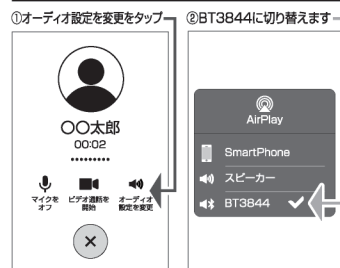 ①オーディオ設定を変更をタップ
②BT3844に切り替えます
〇〇太郎
00:02
マイクを
オフ
ビデオ通話を
開始
オーディオ
設定を変更
AirPlay
SmartPhone
スピーカー
BT3844